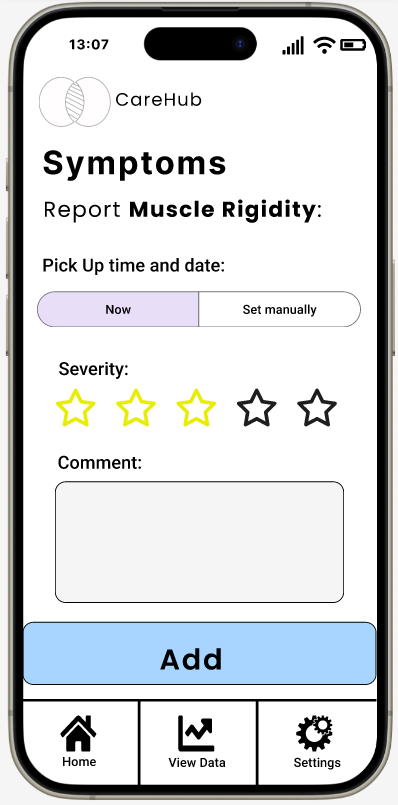 13:07
CareHub
Symptoms
Report Muscle Rigidity:
Pick Up time and date:
Now Set manually
Severity:
Comment:
Add
Home View Data Settings